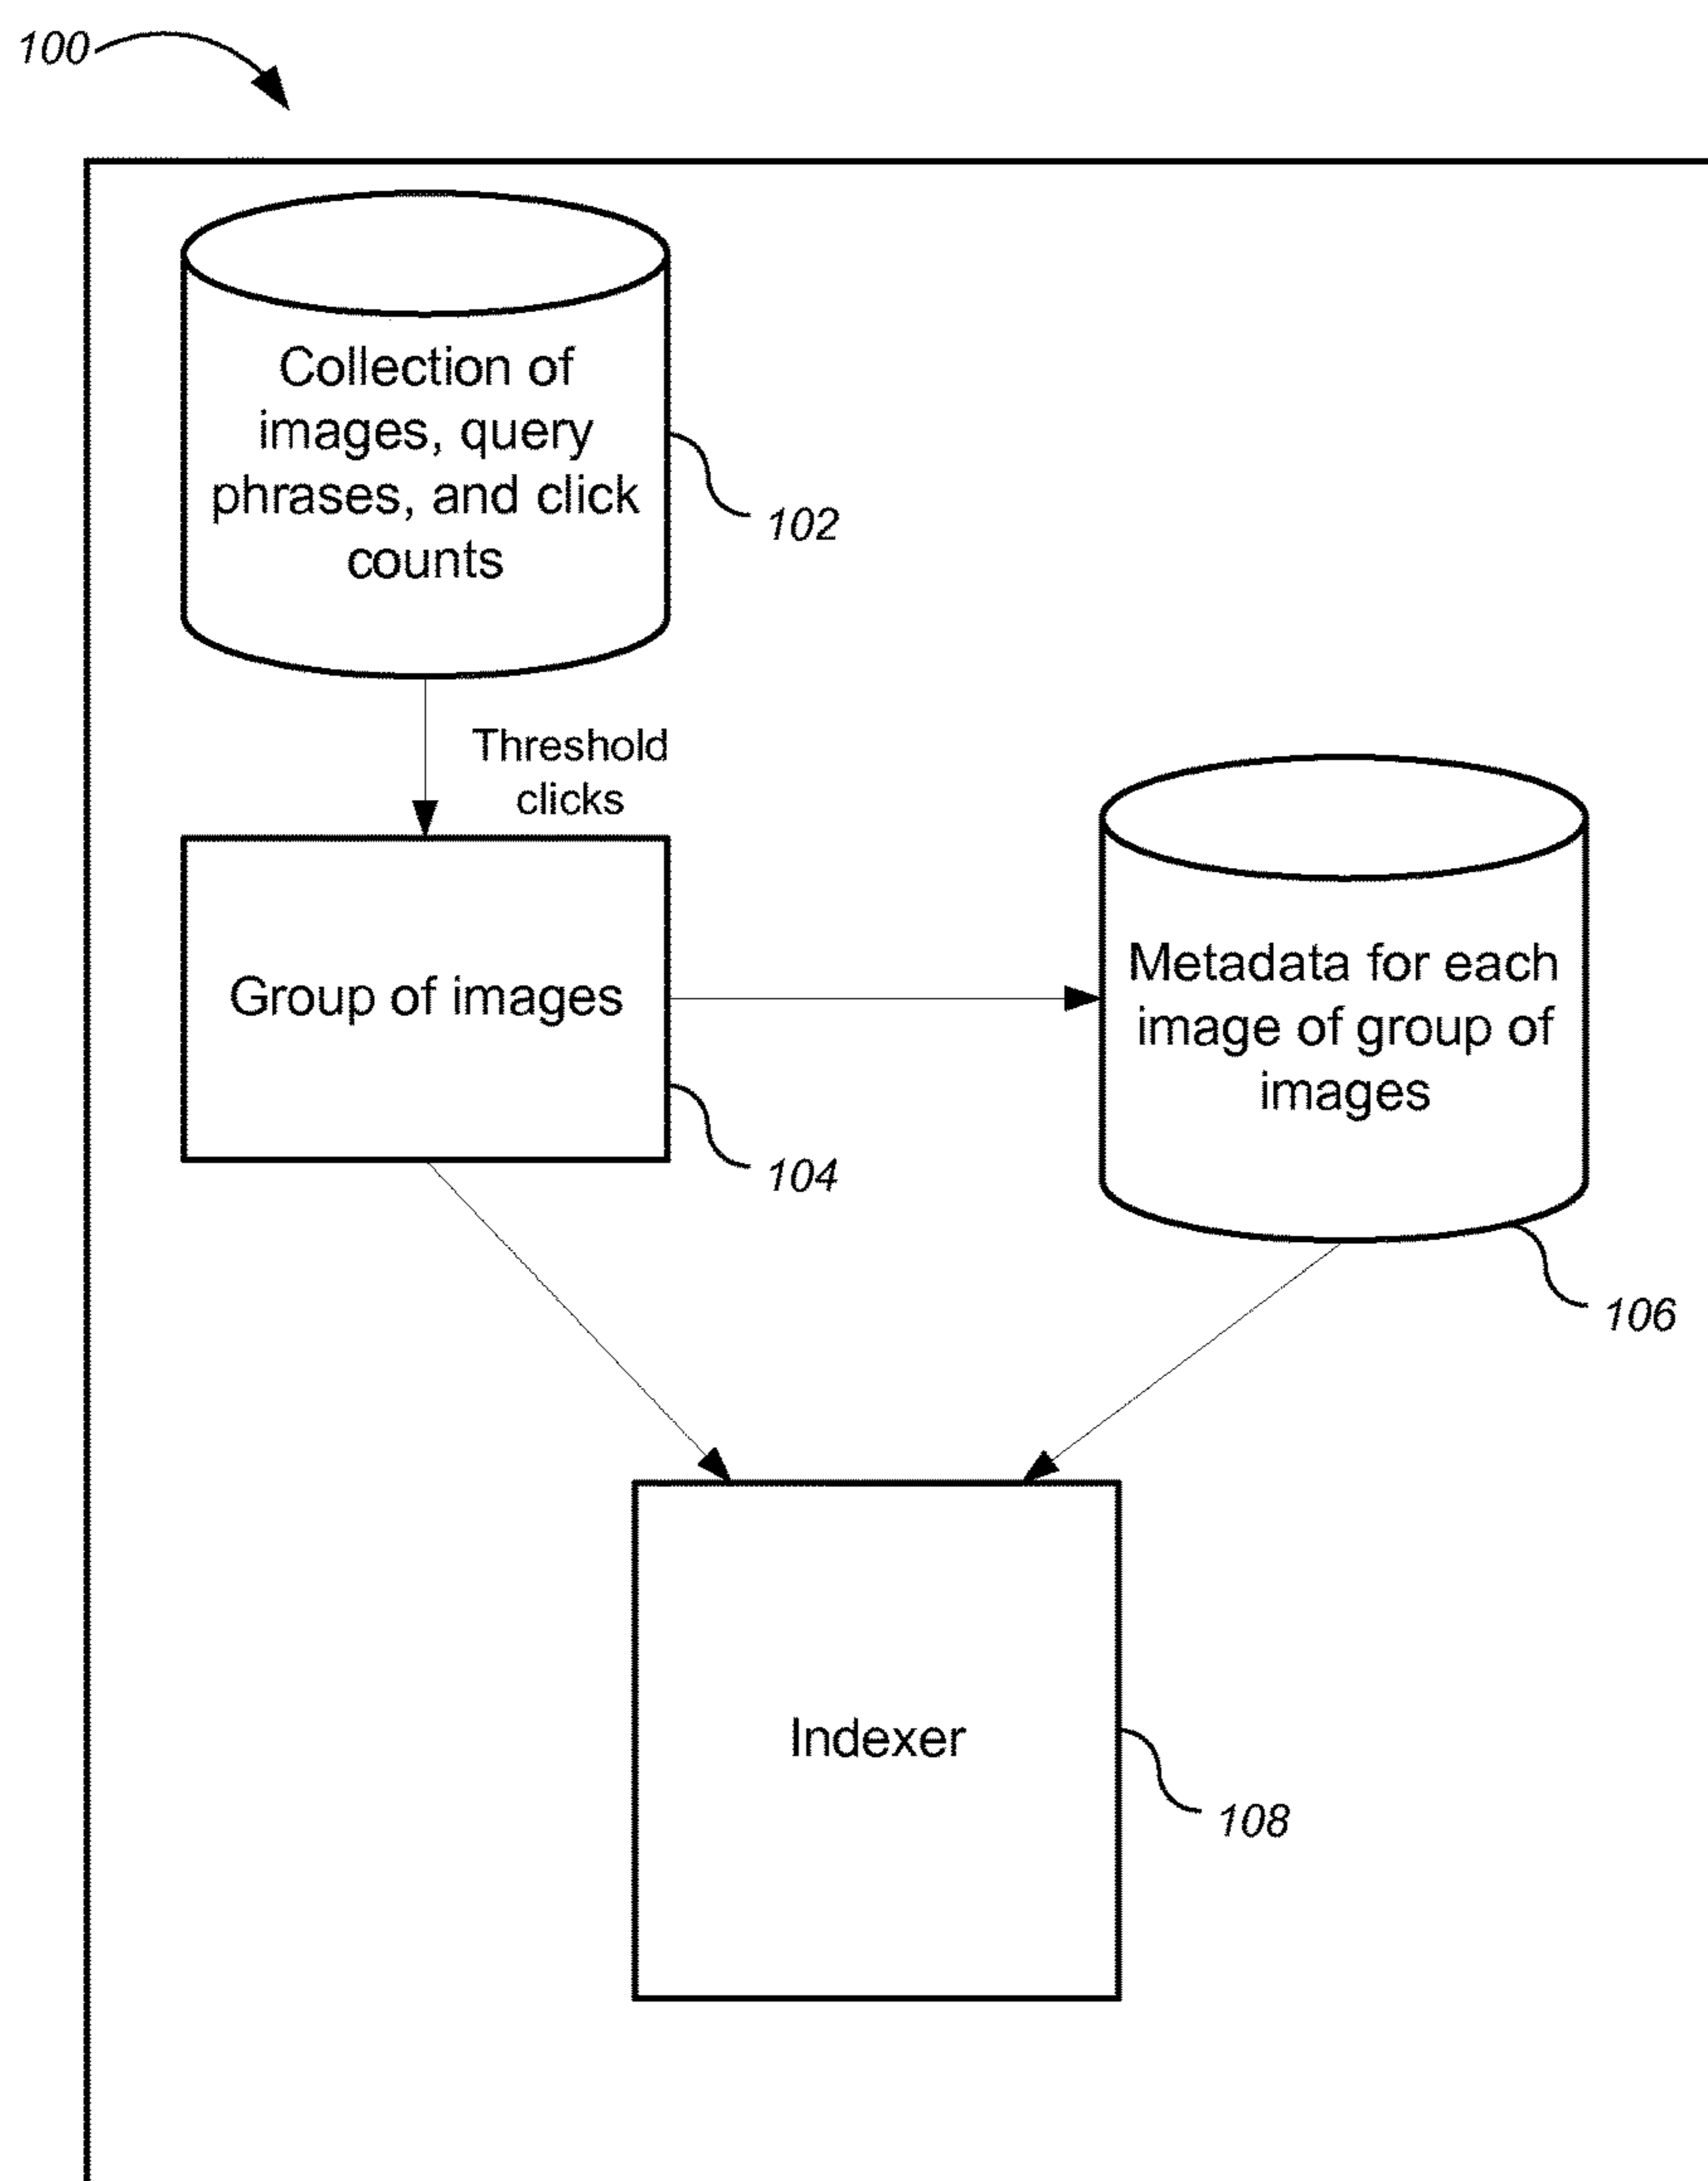 100
Collection of
images, query
phrases, and click
counts
102
Threshold
clicks
Group of images
104
Metadata for each
image of group of
images
106
Indexer
108